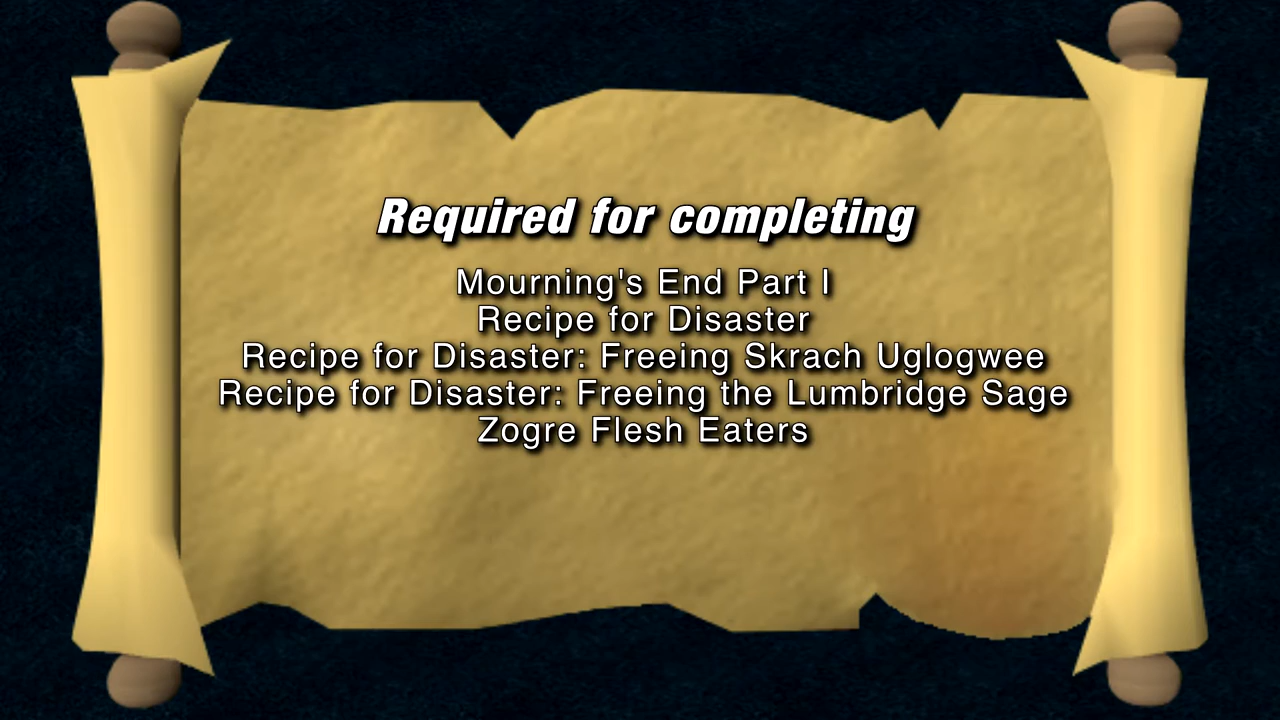 Required for completing
Mourning's End Part I
Recipe for Disaster
Recipe for Disaster: Freeing Skrach Uglogwee
Recipe for Disaster: Freeing the Lumbridge Sage
Zogre Flesh Eaters